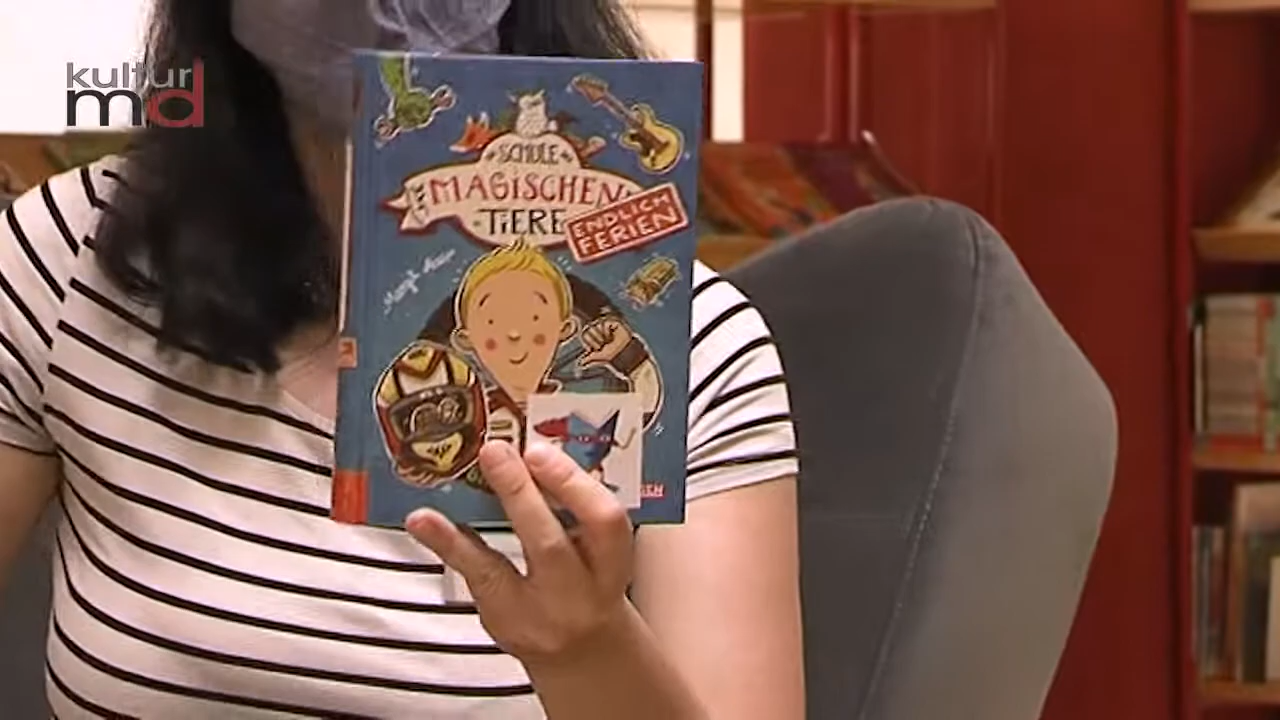 kultur
md
SCHULE
DER
MAGISCHEN
TIERE
ENDLICH
FERIEN